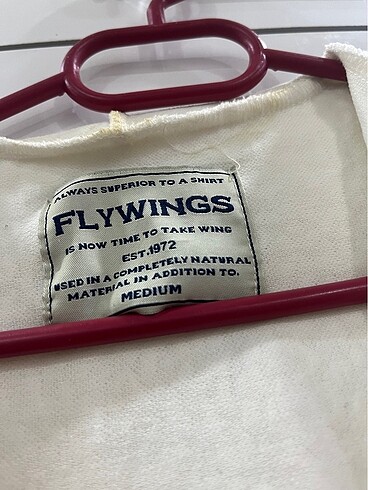 ALWAYS SUPERIOR TO A SHIRT
FLYWINGS
IS NOW TIME TO TAKE WING
EST.1972
USED IN A COMPLETELY NATURAL
MATERIAL IN ADDITION TO.
MEDIUM